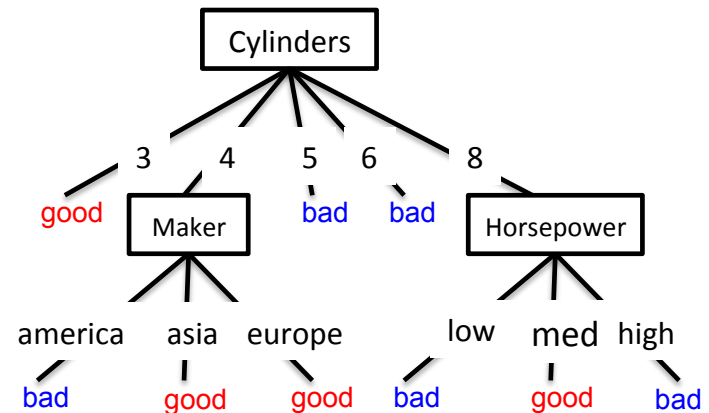 Cylinders
3 4 5 6 8
good Maker bad bad Horsepower
america asia europe low med high
bad good good bad good bad